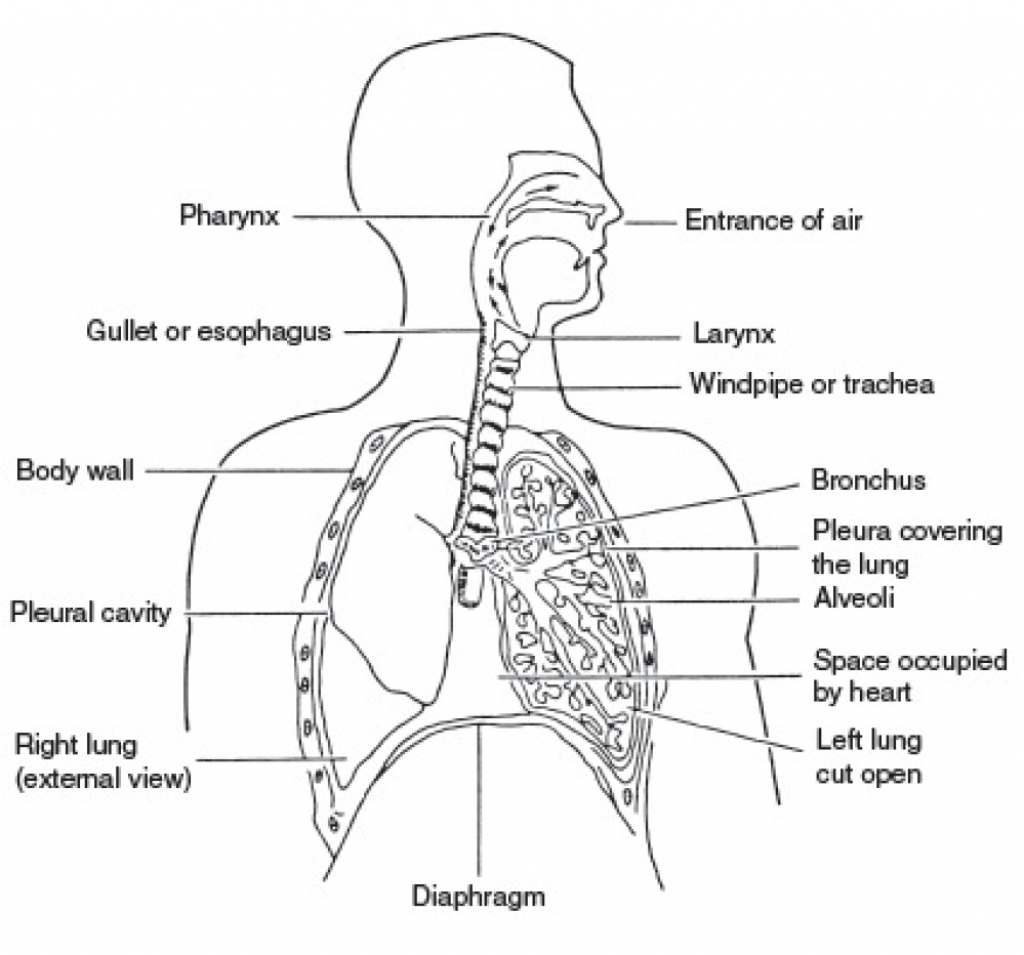 Pharynx
Entrance of air
Gullet or esophagus
Larynx
Windpipe or trachea
Body wall
Bronchus
Pleura covering
the lung
Alveoli
Pleural cavity
Space occupied
by heart
Right lung
(external view)
Left lung
cut open
Diaphragm